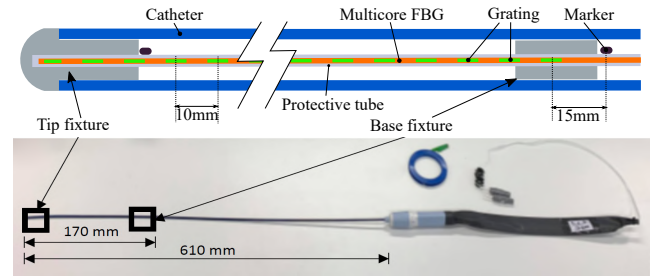 Catheter
Multicore FBG
Grating
Marker
Protective tube
10mm
15mm
Tip fixture
Base fixture
170 mm
610 mm